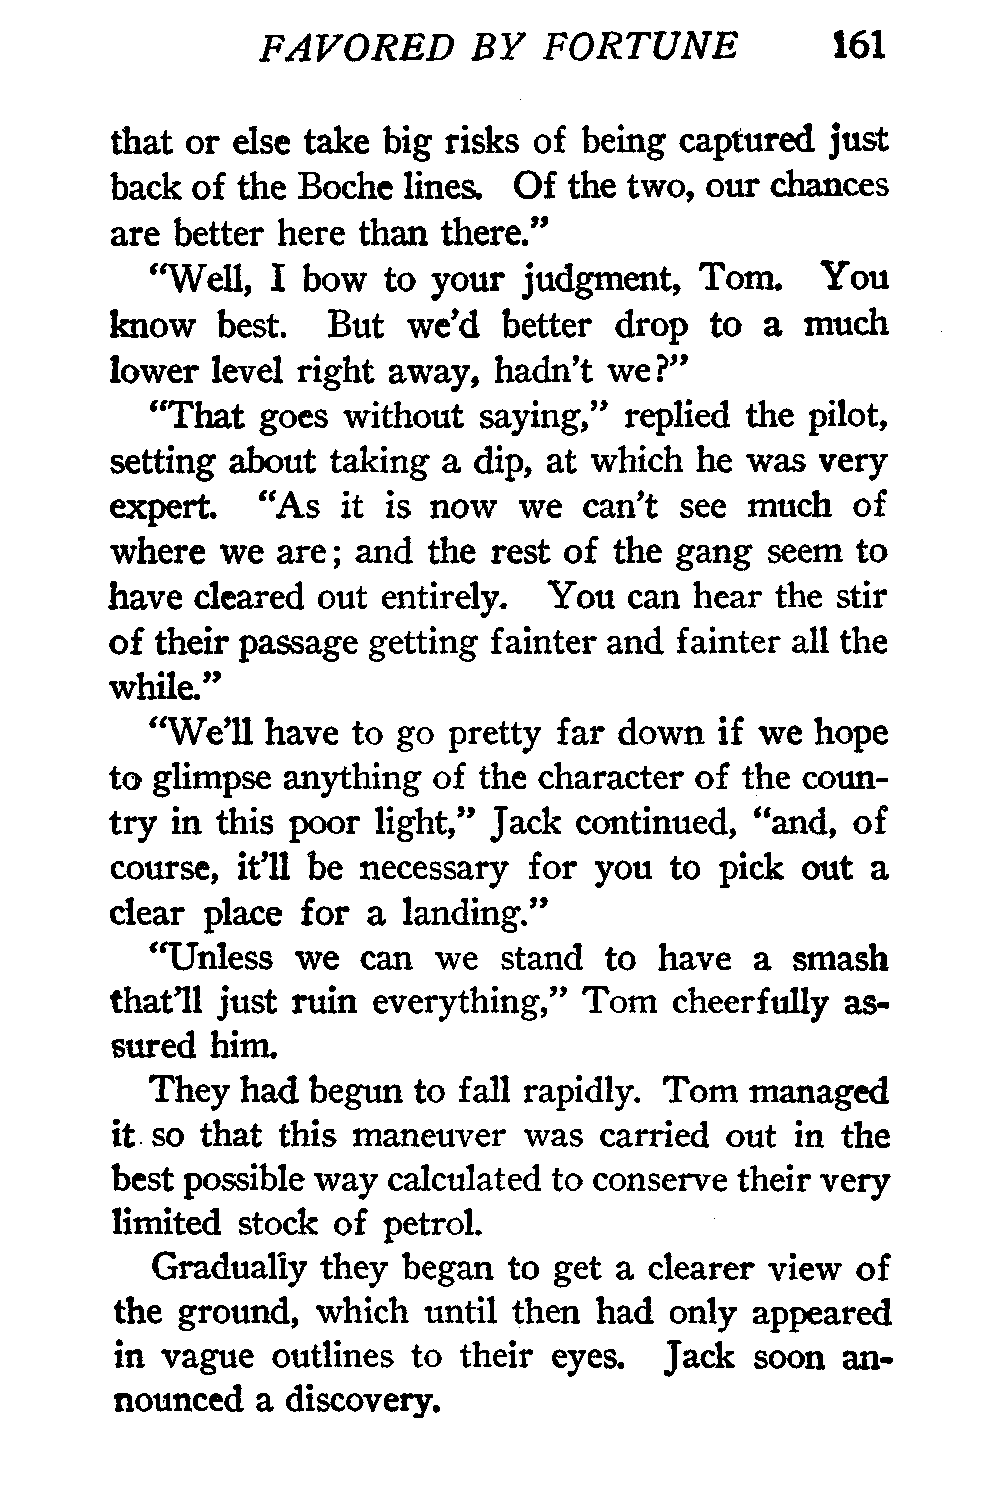 FAVORED BY FORTUNE 161
that or else take big risks of being captured just
back of the Boche lines. Of the two, our chances
are better here than there."
"Well, I bow to your judgment, Tom. You
know best. But we'd better drop to a much
lower level right away, hadn't we?"
"That goes without saying," replied the pilot,
setting about taking a dip, at which he was very
expert. "As it is now we can't see much of
where we are; and the rest of the gang seem to
have cleared out entirely. You can hear the stir
of their passage getting fainter and fainter all the
while."
"We'll have to go pretty far down if we hope
to glimpse anything of the character of the coun-
try in this poor light," Jack continued, "and, of
course, it'll be necessary for you to pick out a
clear place for a landing."
"Unless we can we stand to have a smash
that'll just ruin everything," Tom cheerfully as-
sured him.
They had begun to fall rapidly. Tom managed
it so that this maneuver was carried out in the
best possible way calculated to conserve their very
limited stock of petrol.
Gradually they began to get a clearer view of
the ground, which until then had only appeared
in vague outlines to their eyes. Jack soon an-
nounced a discovery.